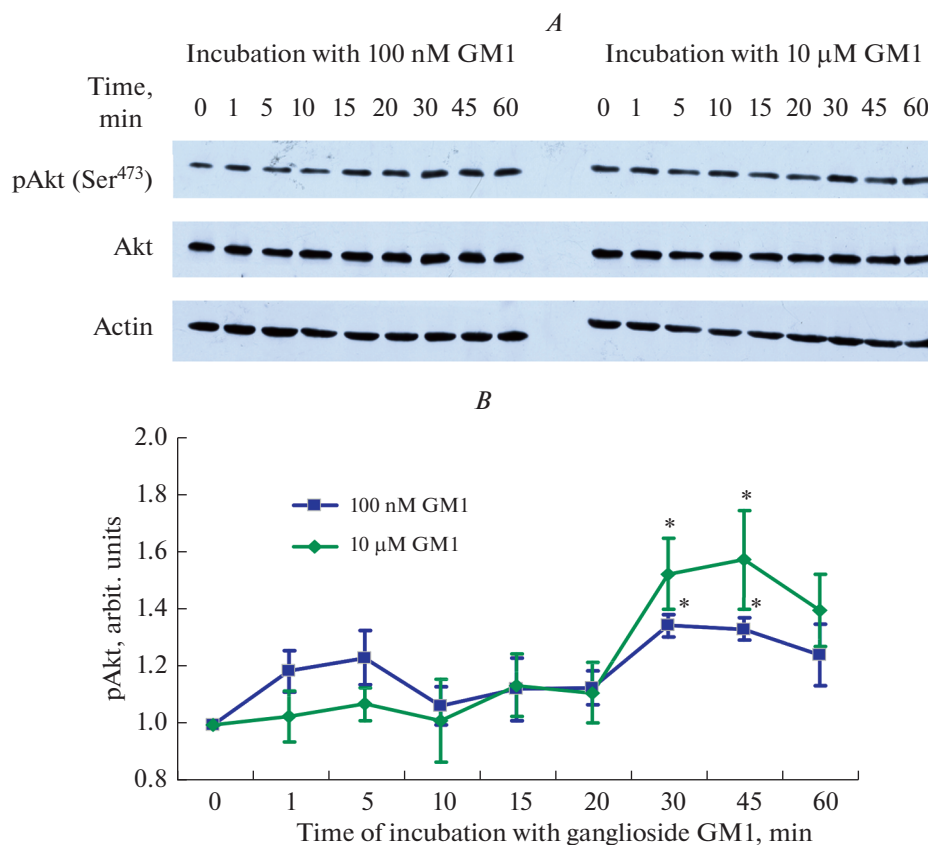 A
Incubation with 100 nM GM1 Incubation with 10 μM GM1
Time, min 0 1 5 10 15 20 30 45 60 0 1 5 10 15 20 30 45 60
pAkt (Ser⁴⁷³)
Akt
Actin
B
pAkt, arbit. units
2.0
1.8
1.6
1.4
1.2
1.0
0.8
100 nM GM1
10 μM GM1
* *
* *
0 1 5 10 15 20 30 45 60
Time of incubation with ganglioside GM1, min